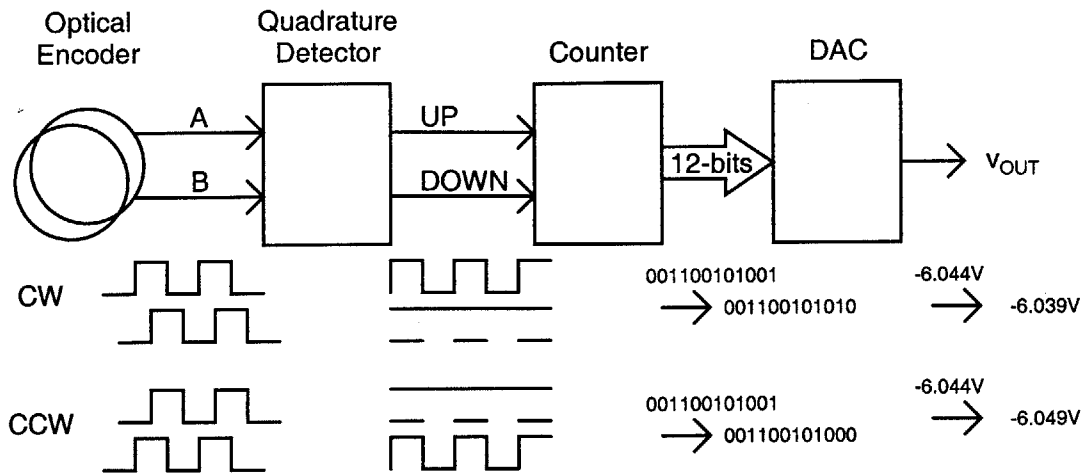 Optical
Encoder
Quadrature
Detector
Counter
DAC
A
B
UP
DOWN
12-bits
vOUT
CW
001100101001
001100101010
-6.044V
-6.039V
CCW
001100101001
001100101000
-6.044V
-6.049V